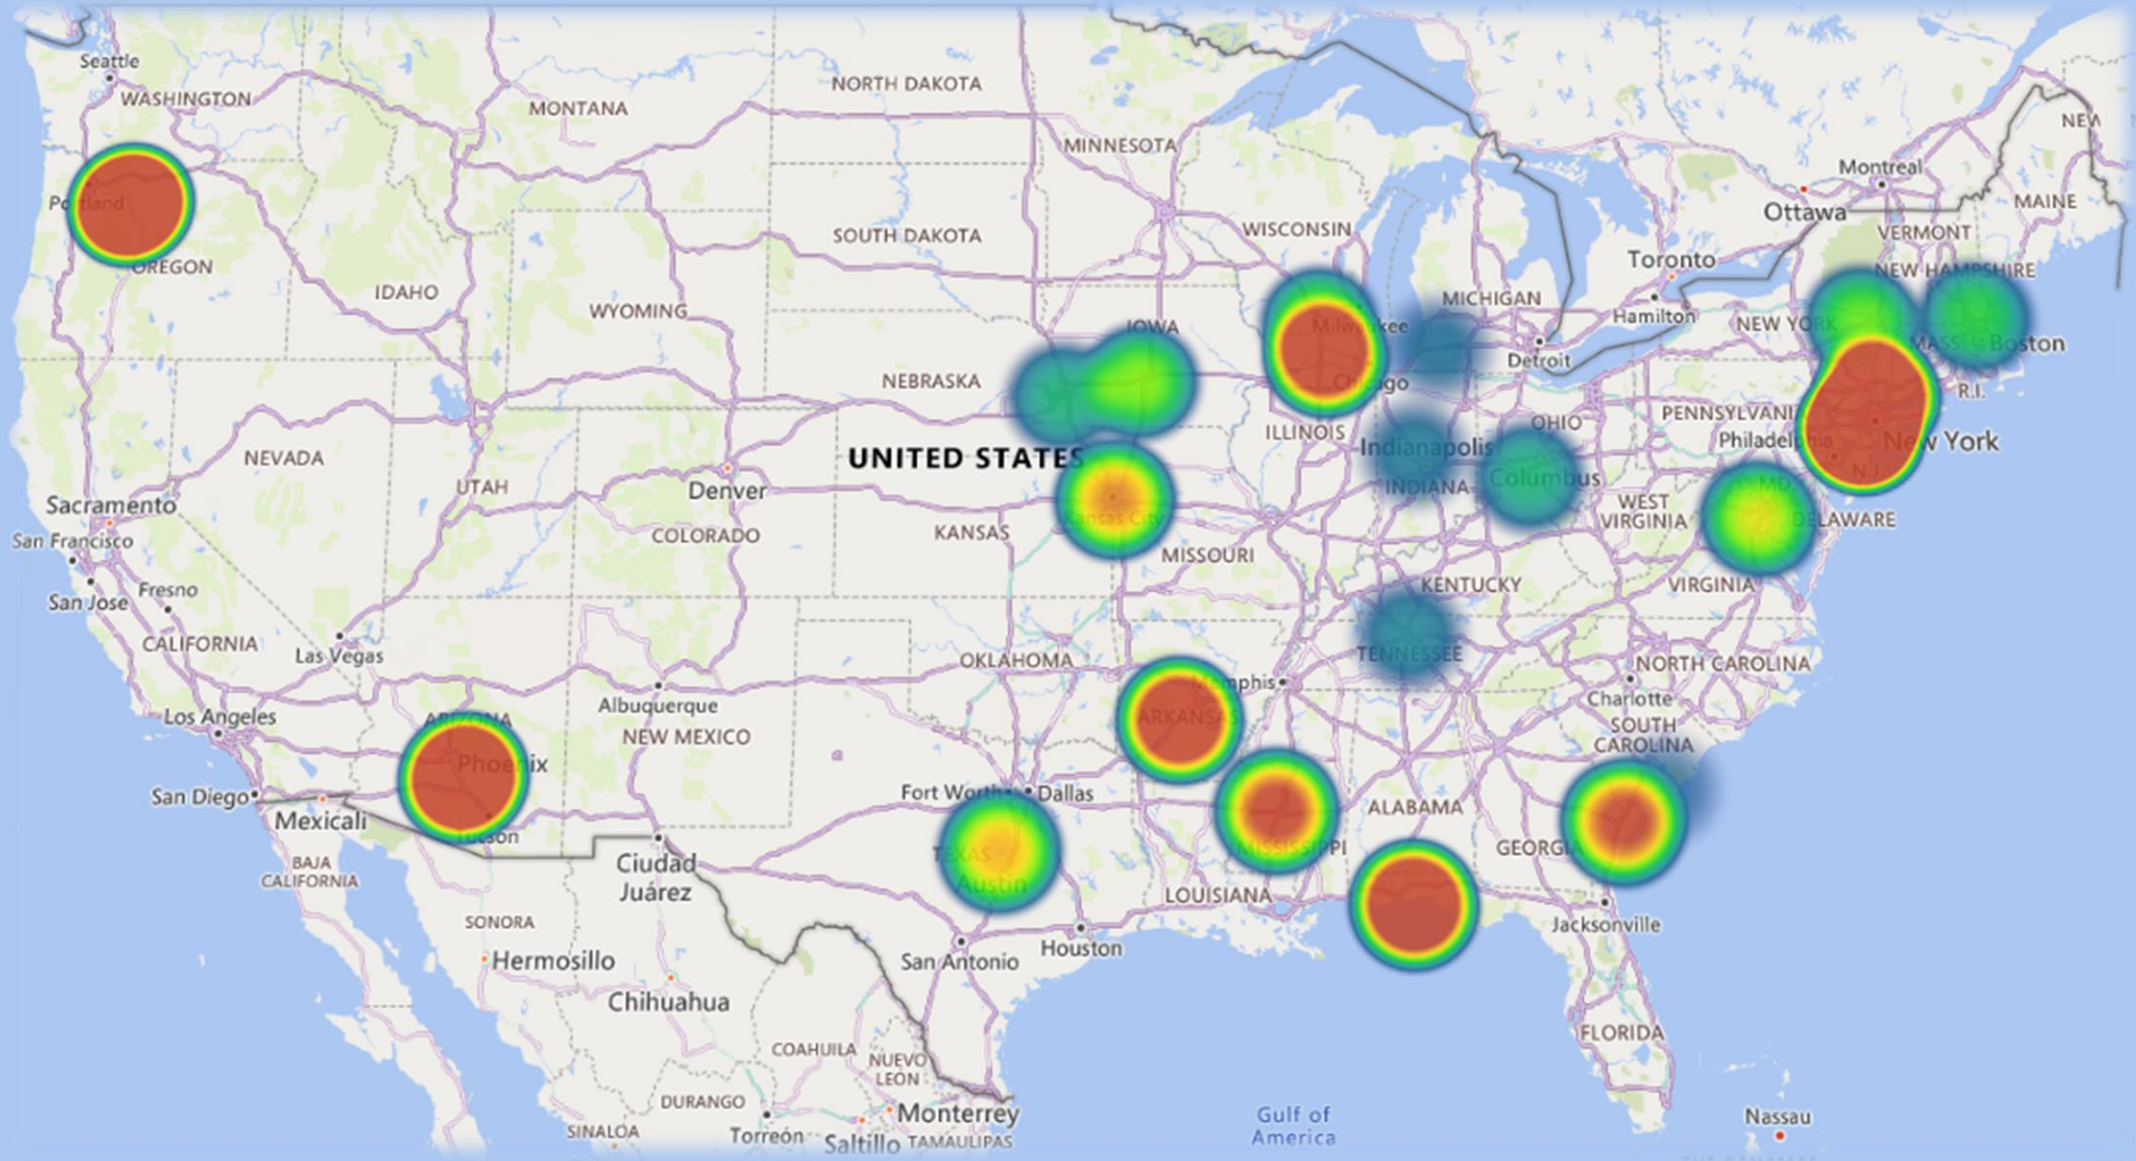 Seattle
WASHINGTON
MONTANA
NORTH DAKOTA
MINNESOTA
Montreal
MAINE
Ottawa
VERMONT
Portland
OREGON
SOUTH DAKOTA
WISCONSIN
Toronto
NEW HAMPSHIRE
IDAHO
WYOMING
MICHIGAN
Hamilton
NEW YORK
IOWA
Milwaukee
Detroit
Boston
NEBRASKA
Chicago
R.I.
PENNSYLVANI
OHIO
ILLINOIS
Philadelphia
New York
NEVADA
UNITED STATES
Indianapolis
N.J.
UTAH
Denver
INDIANA
Columbus
MD.
Sacramento
WEST
VIRGINIA
DELAWARE
San Francisco
COLORADO
KANSAS
Kansas City
MISSOURI
Fresno
San Jose
KENTUCKY
VIRGINIA
CALIFORNIA
Las Vegas
OKLAHOMA
TENNESSEE
NORTH CAROLINA
Memphis
Charlotte
Los Angeles
ARIZONA
Albuquerque
NEW MEXICO
ARKANSAS
SOUTH
CAROLINA
Phoenix
San Diego
Mexicali
Fort Worth
Dallas
ALABAMA
Tucson
TEXAS
MISSISSIPPI
GEORGIA
BAJA
CALIFORNIA
Ciudad
Juárez
Austin
LOUISIANA
SONORA
Jacksonville
Hermosillo
San Antonio
Houston
Chihuahua
FLORIDA
COAHUILA
NUEVO
LEÓN
DURANGO
Monterrey
Gulf of
America
Nassau
SINALOA
Torreón
Saltillo
TAMAULIPAS